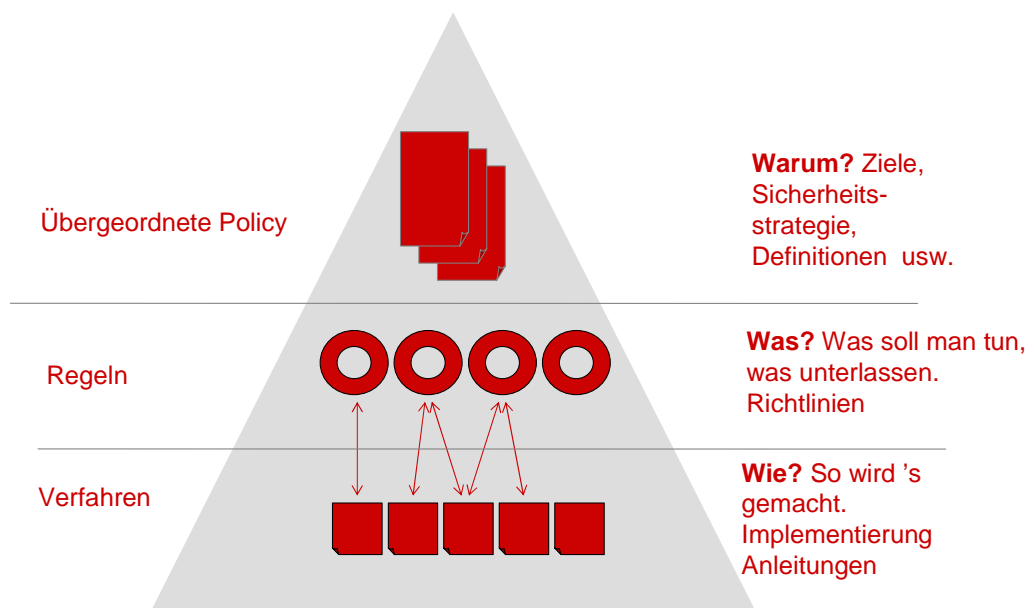 Übergeordnete Policy
Warum? Ziele,
Sicherheits-
strategie,
Definitionen usw.
Regeln
Was? Was soll man tun,
was unterlassen.
Richtlinien
Verfahren
Wie? So wird 's
gemacht.
Implementierung
Anleitungen